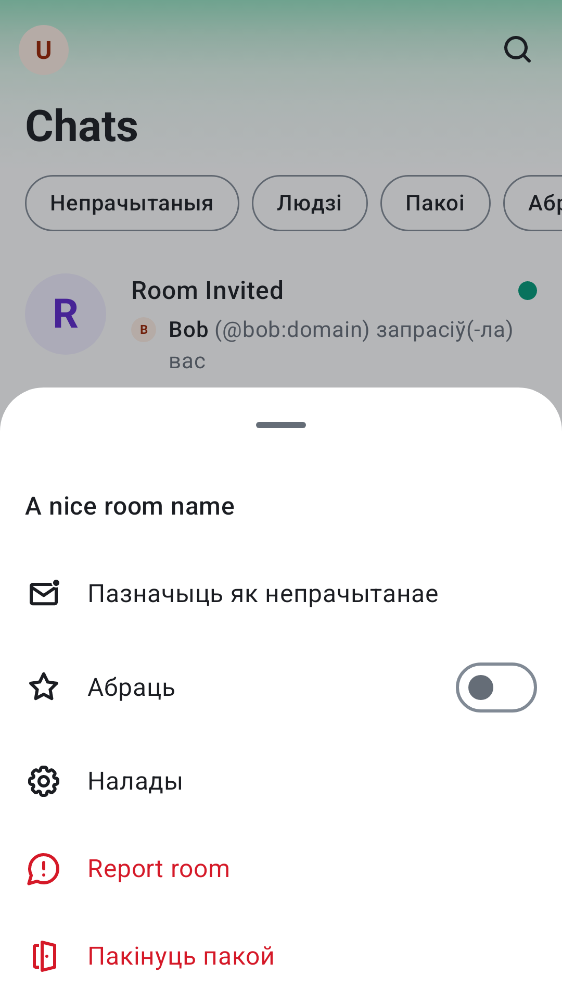 U
Chats
Непрачытаныя
Людзі
Пакоі
Абр
R
Room Invited
B
Bob (@bob:domain) запрасіў(-ла)
вас
A nice room name
Пазначыць як непрачытанае
Абраць
Налады
Report room
Пакінуць пакой